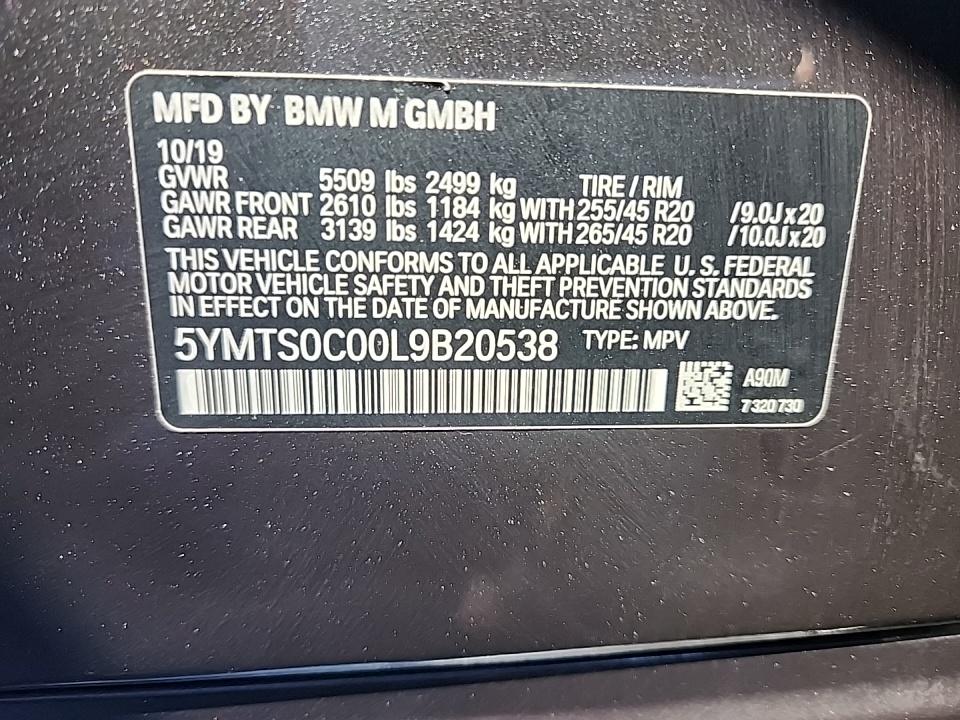 MFD BY BMW M GMBH
10/19
GVWR 5509 lbs 2499 kg TIRE / RIM
GAWR FRONT 2610 lbs 1184 kg WITH 255/45 R20 /9.0J x 20
GAWR REAR 3139 lbs 1424 kg WITH 265/45 R20 /10.0J x 20
THIS VEHICLE CONFORMS TO ALL APPLICABLE U. S. FEDERAL
MOTOR VEHICLE SAFETY AND THEFT PREVENTION STANDARDS
IN EFFECT ON THE DATE OF MANUFACTURE SHOWN ABOVE.
5YMTS0C00L9B20538 TYPE: MPV
A90M
7 320 730